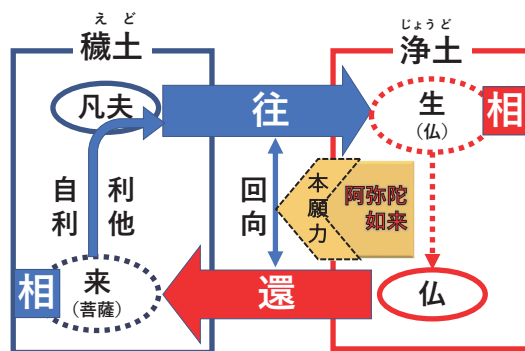 えど
穢土
じょうど
浄土
凡夫
往
生
(仏)
相
自利
利他
回向
本願力
阿弥陀
如来
相
来
(菩薩)
還
仏